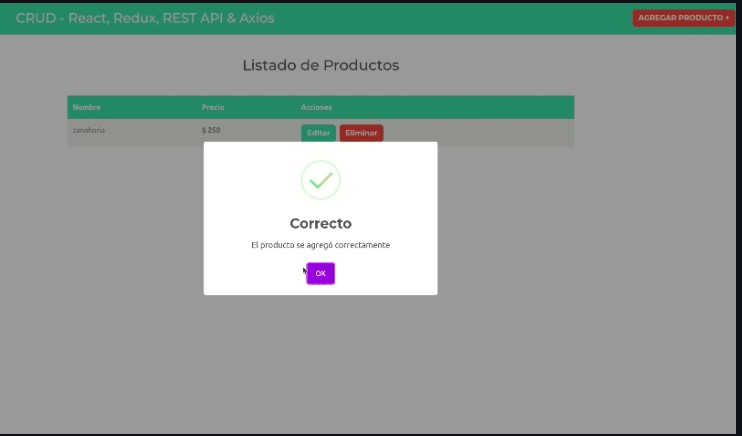 CRUD - React, Redux, REST API & Axios
AGREGAR PRODUCTO +
Listado de Productos
Nombre Precio Acciones
zanahoria $ 250 Editar Eliminar
Correcto
El producto se agregó correctamente
OK